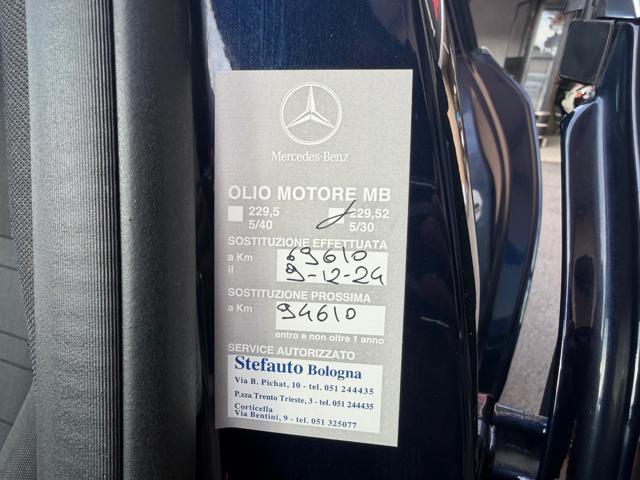 Mercedes-Benz
OLIO MOTORE MB
229,5 229,52
5/40 5/30
SOSTITUZIONE EFFETTUATA
a Km 69610
il 9-12-24
SOSTITUZIONE PROSSIMA
a Km 94610
entro e non oltre 1 anno
SERVICE AUTORIZZATO
Stefauto Bologna
Via B. Pichat, 10 - tel. 051 244435
P.zza Trento Trieste, 3 - tel. 051 244435
Corticella
Via Bentini, 9 - tel. 051 325077